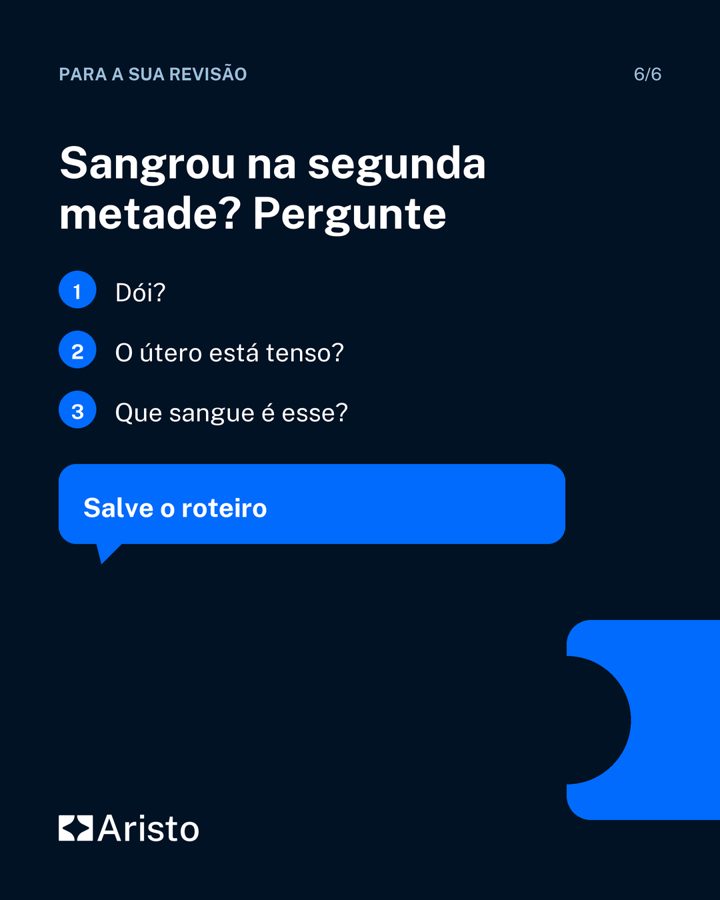 PARA A SUA REVISÃO
6/6
Sangrou na segunda
metade? Pergunte
1 Dói?
2 O útero está tenso?
3 Que sangue é esse?
Salve o roteiro
Aristo